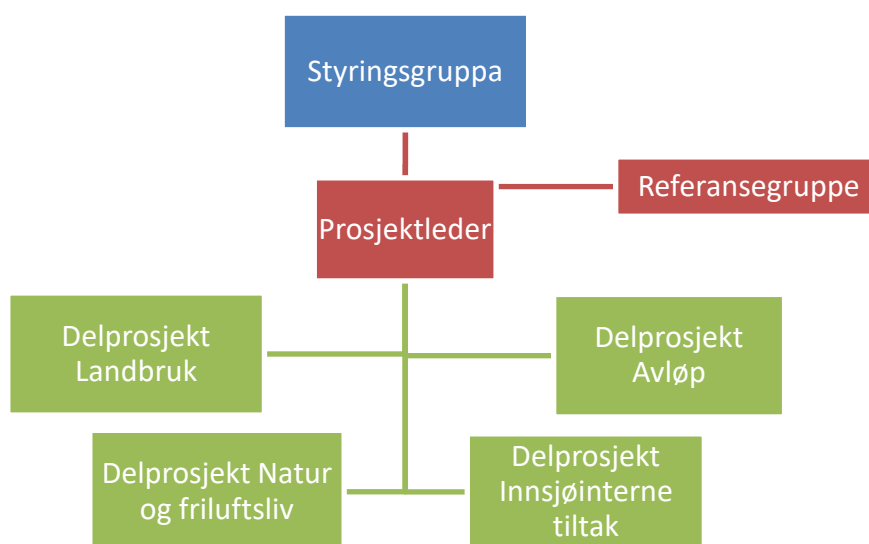 Styringsgruppa
Prosjektleder
Referansegruppe
Delprosjekt
Landbruk
Delprosjekt
Avløp
Delprosjekt Natur
og friluftsliv
Delprosjekt
Innsjøinterne
tiltak